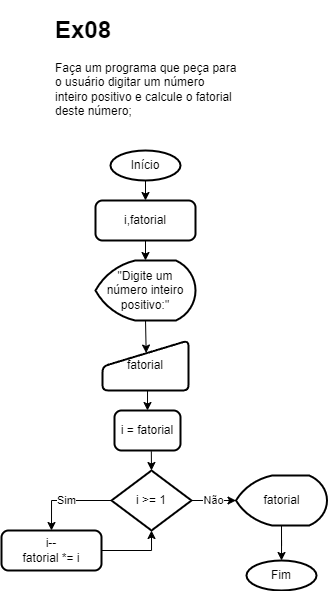 Ex08
Faça um programa que peça para
o usuário digitar um número
inteiro positivo e calcule o fatorial
deste número;
Início
i,fatorial
"Digite um
número inteiro
positivo:"
fatorial
i = fatorial
i >= 1
Sim
Não
fatorial
i--
fatorial *= i
Fim